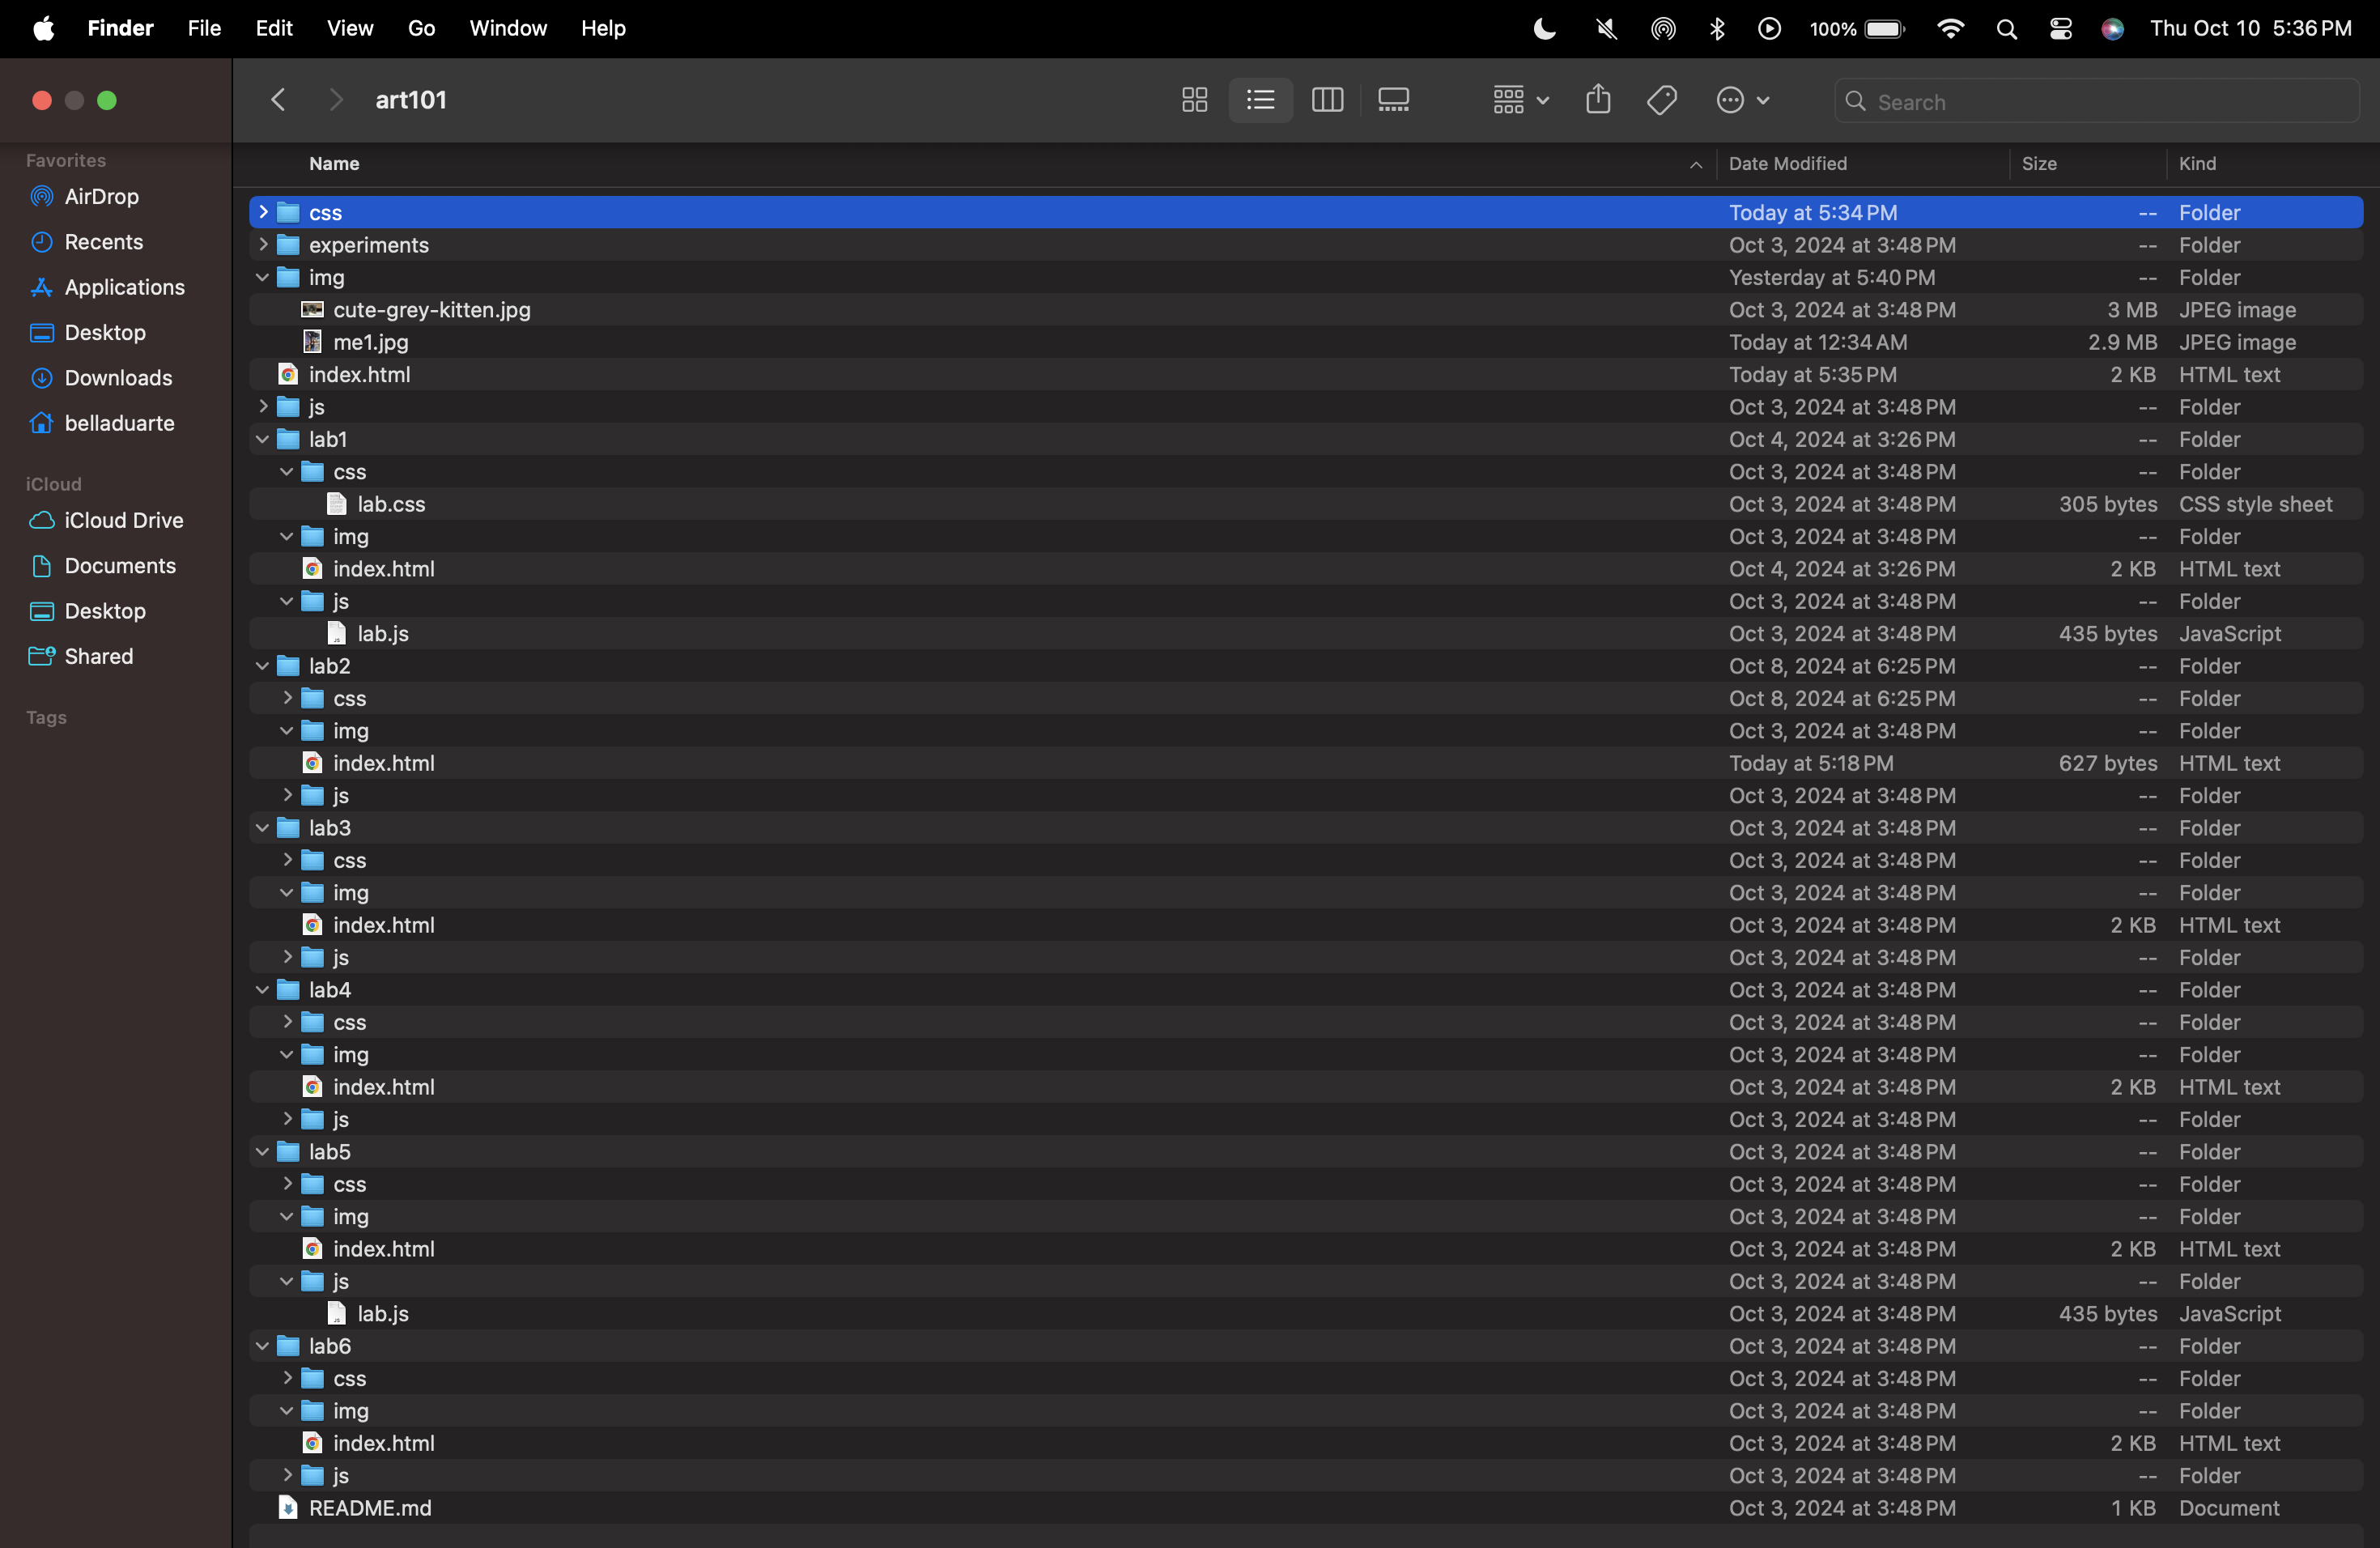 Finder File Edit View Go Window Help 100% Thu Oct 10 5:36 PM
art101 Search
Favorites
AirDrop
Recents
Applications
Desktop
Downloads
belladuarte
iCloud
iCloud Drive
Documents
Desktop
Shared
Tags
Name Date Modified Size Kind
css Today at 5:34 PM -- Folder
experiments Oct 3, 2024 at 3:48 PM -- Folder
img Yesterday at 5:40 PM -- Folder
cute-grey-kitten.jpg Oct 3, 2024 at 3:48 PM 3 MB JPEG image
me1.jpg Today at 12:34 AM 2.9 MB JPEG image
index.html Today at 5:35 PM 2 KB HTML text
js Oct 3, 2024 at 3:48 PM -- Folder
lab1 Oct 4, 2024 at 3:26 PM -- Folder
css Oct 3, 2024 at 3:48 PM -- Folder
lab.css Oct 3, 2024 at 3:48 PM 305 bytes CSS style sheet
img Oct 3, 2024 at 3:48 PM -- Folder
index.html Oct 4, 2024 at 3:26 PM 2 KB HTML text
js Oct 3, 2024 at 3:48 PM -- Folder
lab.js Oct 3, 2024 at 3:48 PM 435 bytes JavaScript
lab2 Oct 8, 2024 at 6:25 PM -- Folder
css Oct 8, 2024 at 6:25 PM -- Folder
img Oct 3, 2024 at 3:48 PM -- Folder
index.html Today at 5:18 PM 627 bytes HTML text
js Oct 3, 2024 at 3:48 PM -- Folder
lab3 Oct 3, 2024 at 3:48 PM -- Folder
css Oct 3, 2024 at 3:48 PM -- Folder
img Oct 3, 2024 at 3:48 PM -- Folder
index.html Oct 3, 2024 at 3:48 PM 2 KB HTML text
js Oct 3, 2024 at 3:48 PM -- Folder
lab4 Oct 3, 2024 at 3:48 PM -- Folder
css Oct 3, 2024 at 3:48 PM -- Folder
img Oct 3, 2024 at 3:48 PM -- Folder
index.html Oct 3, 2024 at 3:48 PM 2 KB HTML text
js Oct 3, 2024 at 3:48 PM -- Folder
lab5 Oct 3, 2024 at 3:48 PM -- Folder
css Oct 3, 2024 at 3:48 PM -- Folder
img Oct 3, 2024 at 3:48 PM -- Folder
index.html Oct 3, 2024 at 3:48 PM 2 KB HTML text
js Oct 3, 2024 at 3:48 PM -- Folder
lab.js Oct 3, 2024 at 3:48 PM 435 bytes JavaScript
lab6 Oct 3, 2024 at 3:48 PM -- Folder
css Oct 3, 2024 at 3:48 PM -- Folder
img Oct 3, 2024 at 3:48 PM -- Folder
index.html Oct 3, 2024 at 3:48 PM 2 KB HTML text
js Oct 3, 2024 at 3:48 PM -- Folder
README.md Oct 3, 2024 at 3:48 PM 1 KB Document